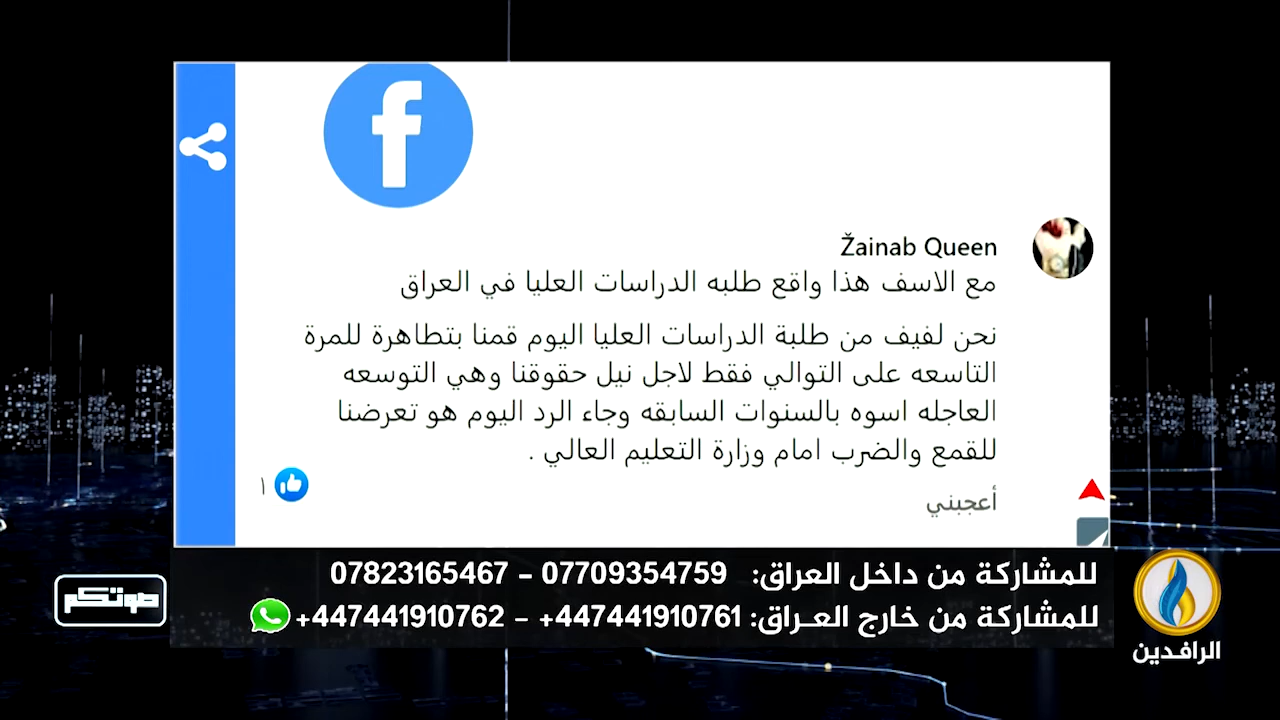 f
Žainab Queen
مع الاسف هذا واقع طلبه الدراسات العليا في العراق
نحن لفيف من طلبة الدراسات العليا اليوم قمنا بتظاهرة للمرة
التاسعه على التوالي فقط لاجل نيل حقوقنا وهي التوسعه
العاجله اسوه بالسنوات السابقه وجاء الرد اليوم هو تعرضنا
للقمع والضرب امام وزارة التعليم العالي .
١
أعجبني
للمشاركة من داخل العراق: 07709354759 - 07823165467
للمشاركة من خارج العـراق: 447441910761+ - 447441910762+
صوتكم
الرافدين